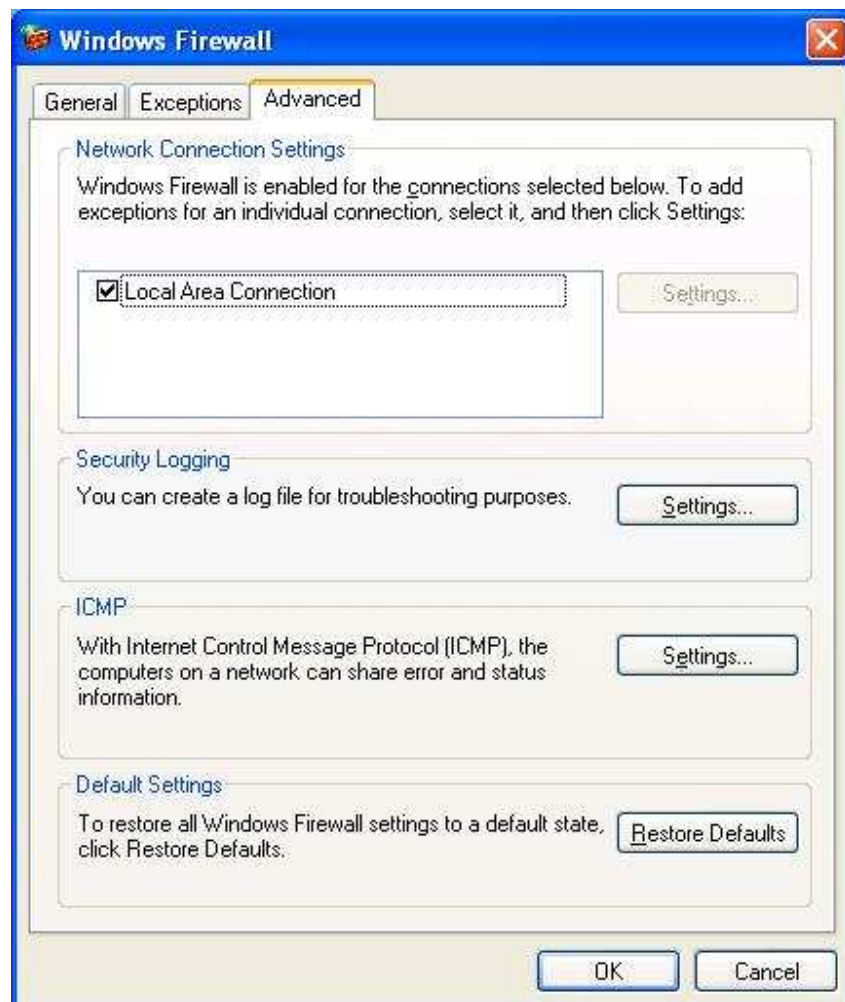 Windows Firewall
General
Exceptions
Advanced
Network Connection Settings
Windows Firewall is enabled for the connections selected below. To add
exceptions for an individual connection, select it, and then click Settings:
Local Area Connection
Settings...
Security Logging
You can create a log file for troubleshooting purposes.
Settings...
ICMP
With Internet Control Message Protocol (ICMP), the
computers on a network can share error and status
information.
Settings...
Default Settings
To restore all Windows Firewall settings to a default state,
click Restore Defaults.
Restore Defaults
OK
Cancel